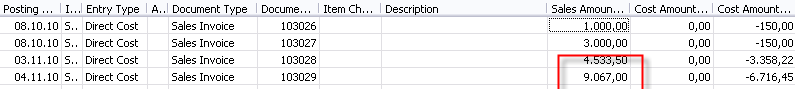 Posting ... I... Entry Type A... Document Type Docume... Item Ch... Description Sales Amoun... Cost Amount... Cost Amount...
08.10.10 S.. Direct Cost Sales Invoice 103026 1.000,00 0,00 -150,00
08.10.10 S.. Direct Cost Sales Invoice 103027 3.000,00 0,00 -150,00
03.11.10 S.. Direct Cost Sales Invoice 103028 4.533,50 0,00 -3.358,22
04.11.10 S.. Direct Cost Sales Invoice 103029 9.067,00 0,00 -6.716,45